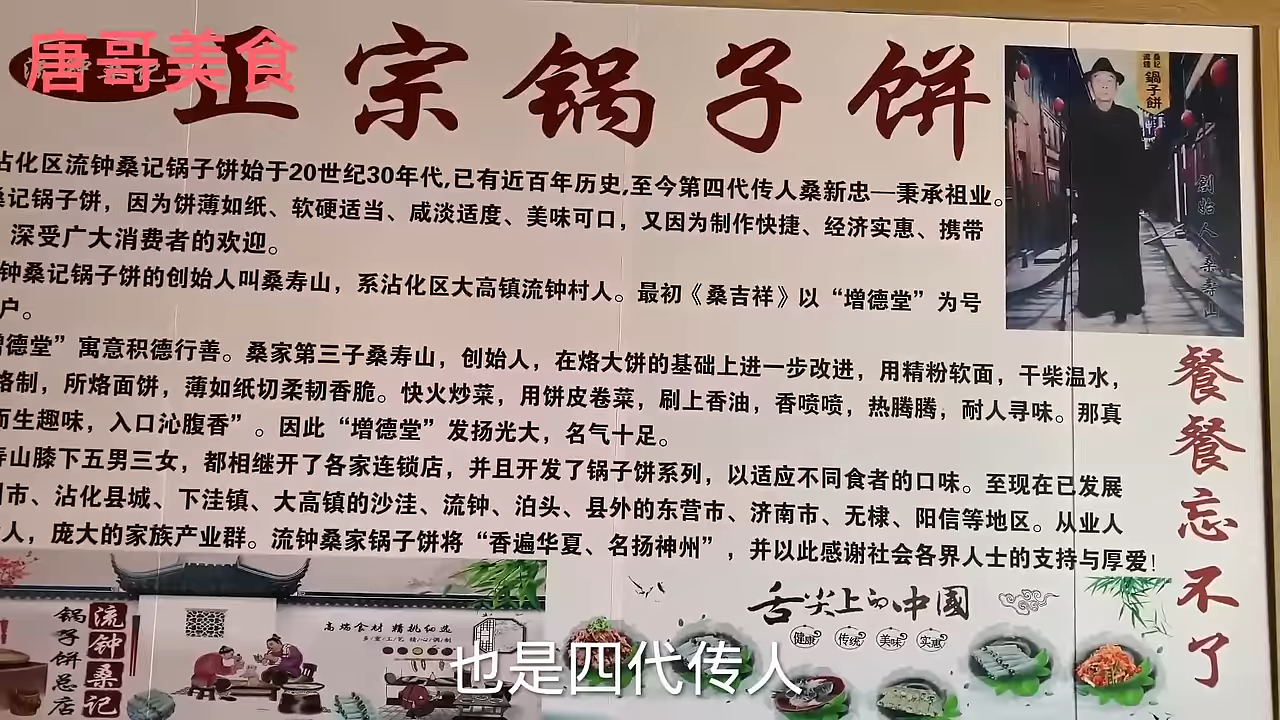 唐哥美食
正宗锅子饼
沾化区流钟桑记锅子饼始于20世纪30年代,已有近百年历史,至今第四代传人桑新忠—秉承祖业。
桑记锅子饼，因为饼薄如纸、软硬适当、咸淡适度、美味可口，又因为制作快捷、经济实惠、携带
，深受广大消费者的欢迎。
钟桑记锅子饼的创始人叫桑寿山，系沾化区大高镇流钟村人。最初《桑吉祥》以“增德堂”为号
户。
增德堂”寓意积德行善。桑家第三子桑寿山，创始人，在烙大饼的基础上进一步改进，用精粉软面，干柴温水，
烙制，所烙面饼，薄如纸切柔韧香脆。快火炒菜，用饼皮卷菜，刷上香油，香喷喷，热腾腾，耐人寻味。那真
而生趣味，入口沁腹香”。因此“增德堂”发扬光大，名气十足。
寿山膝下五男三女，都相继开了各家连锁店，并且开发了锅子饼系列，以适应不同食者的口味。至现在已发展
州市、沾化县城、下洼镇、大高镇的沙洼、流钟、泊头、县外的东营市、济南市、无棣、阳信等地区。从业人
人，庞大的家族产业群。流钟桑家锅子饼将“香遍华夏、名扬神州”，并以此感谢社会各界人士的支持与厚爱！
桑记
鍋子餅
創始人桑寿山
餐餐忘不了
流钟桑记
锅子饼总店
高端食材 精挑细选
舌尖上的中國
健康 传统 美味 实惠
也是四代传人